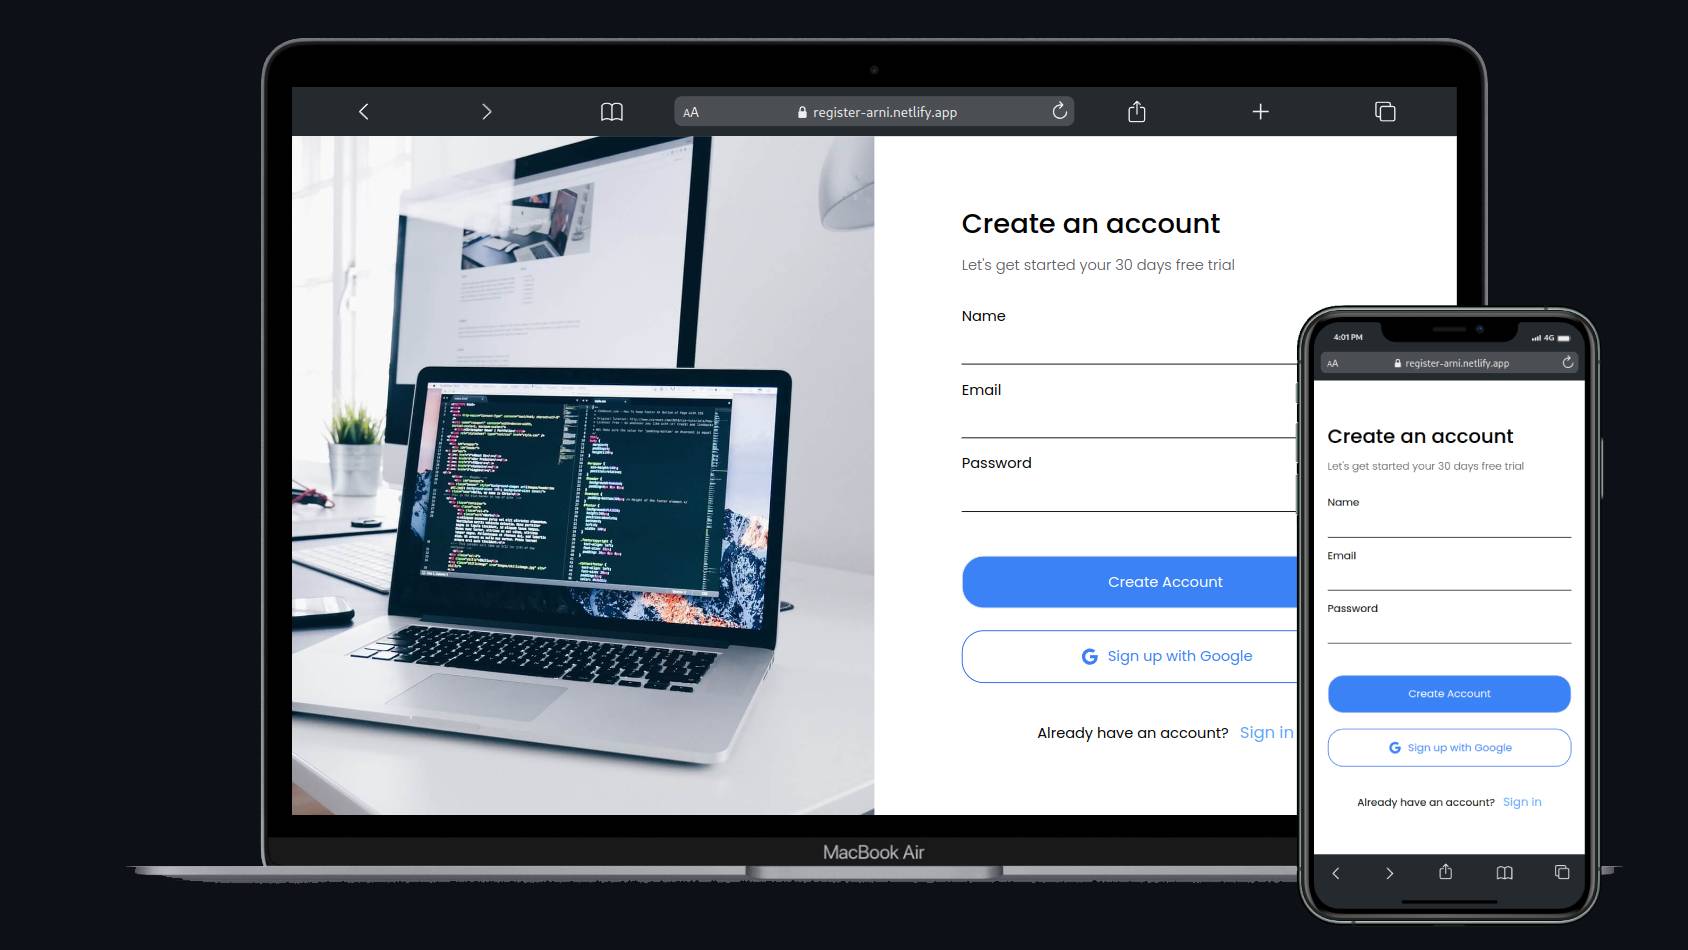 AA
register-arni.netlify.app
Create an account
Let's get started your 30 days free trial
Name
Email
Password
Create Account
G Sign up with Google
Already have an account? Sign in
MacBook Air
4:01 PM
4G
AA
register-arni.netlify.app
Create an account
Let's get started your 30 days free trial
Name
Email
Password
Create Account
G Sign up with Google
Already have an account? Sign in